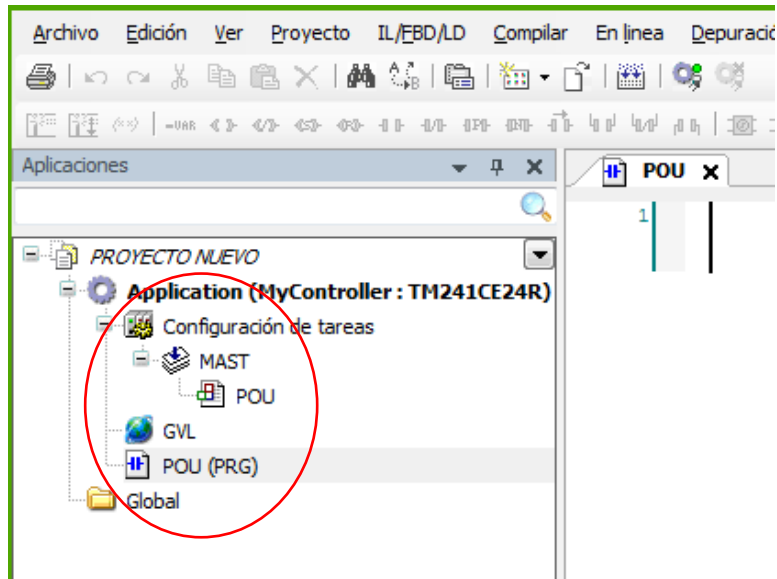 Archivo Edición Ver Proyecto IL/FBD/LD Compilar En linea Depuració
Aplicaciones
POU
1
PROYECTO NUEVO
Application (MyController : TM241CE24R)
Configuración de tareas
MAST
POU
GVL
POU (PRG)
Global